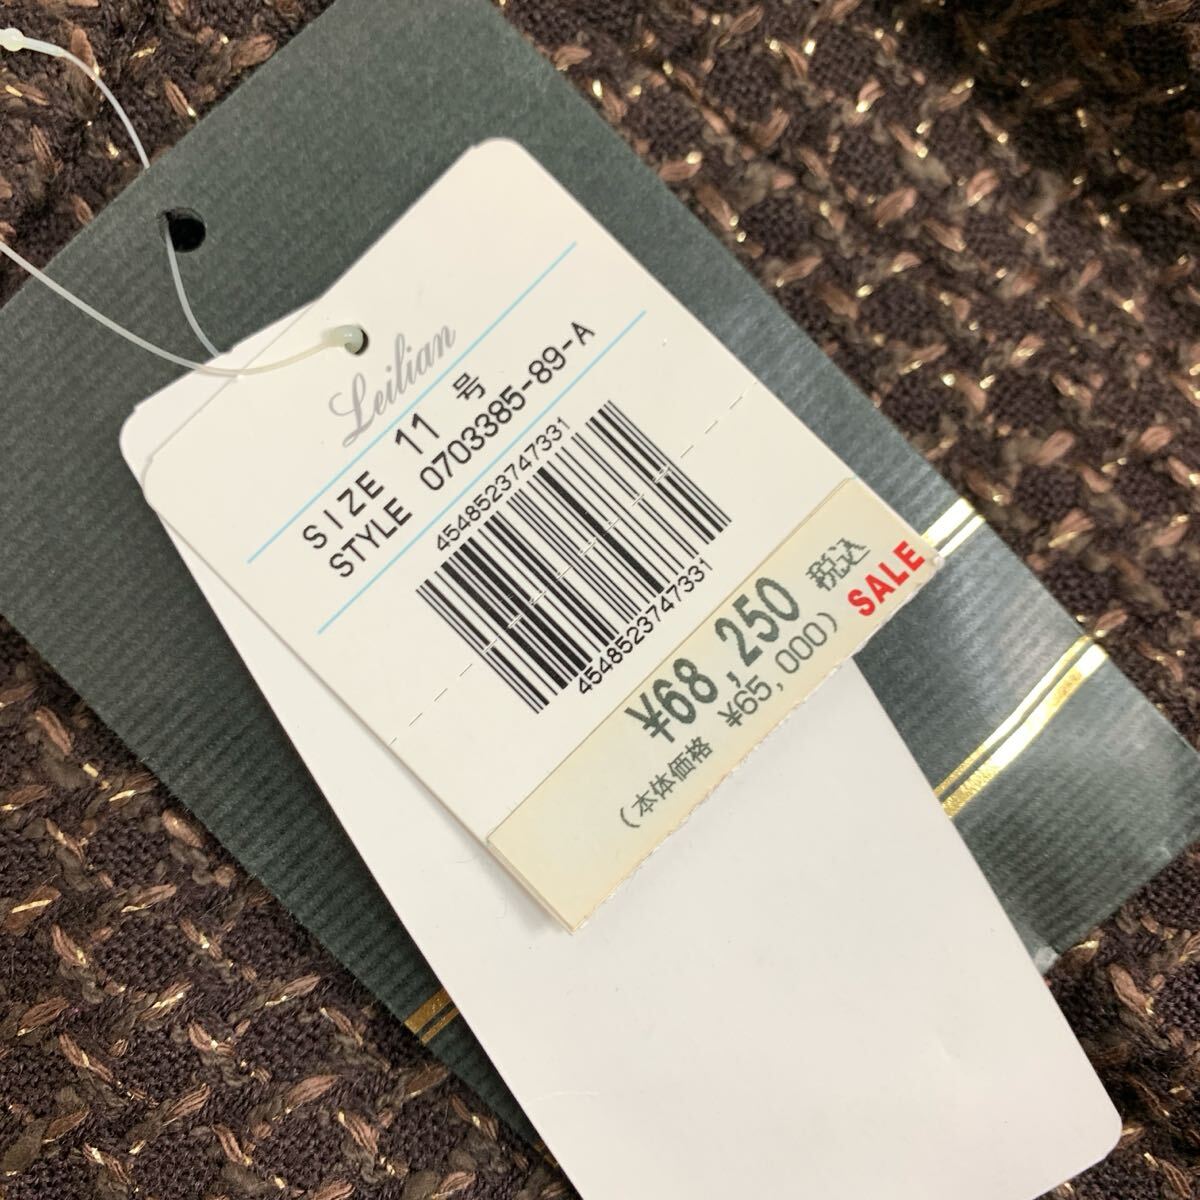 Leilian
SIZE 11 号
STYLE 0703385-89-A
4548523747331
4548523747331
¥68,250 税込
(本体価格 ¥65,000) SALE